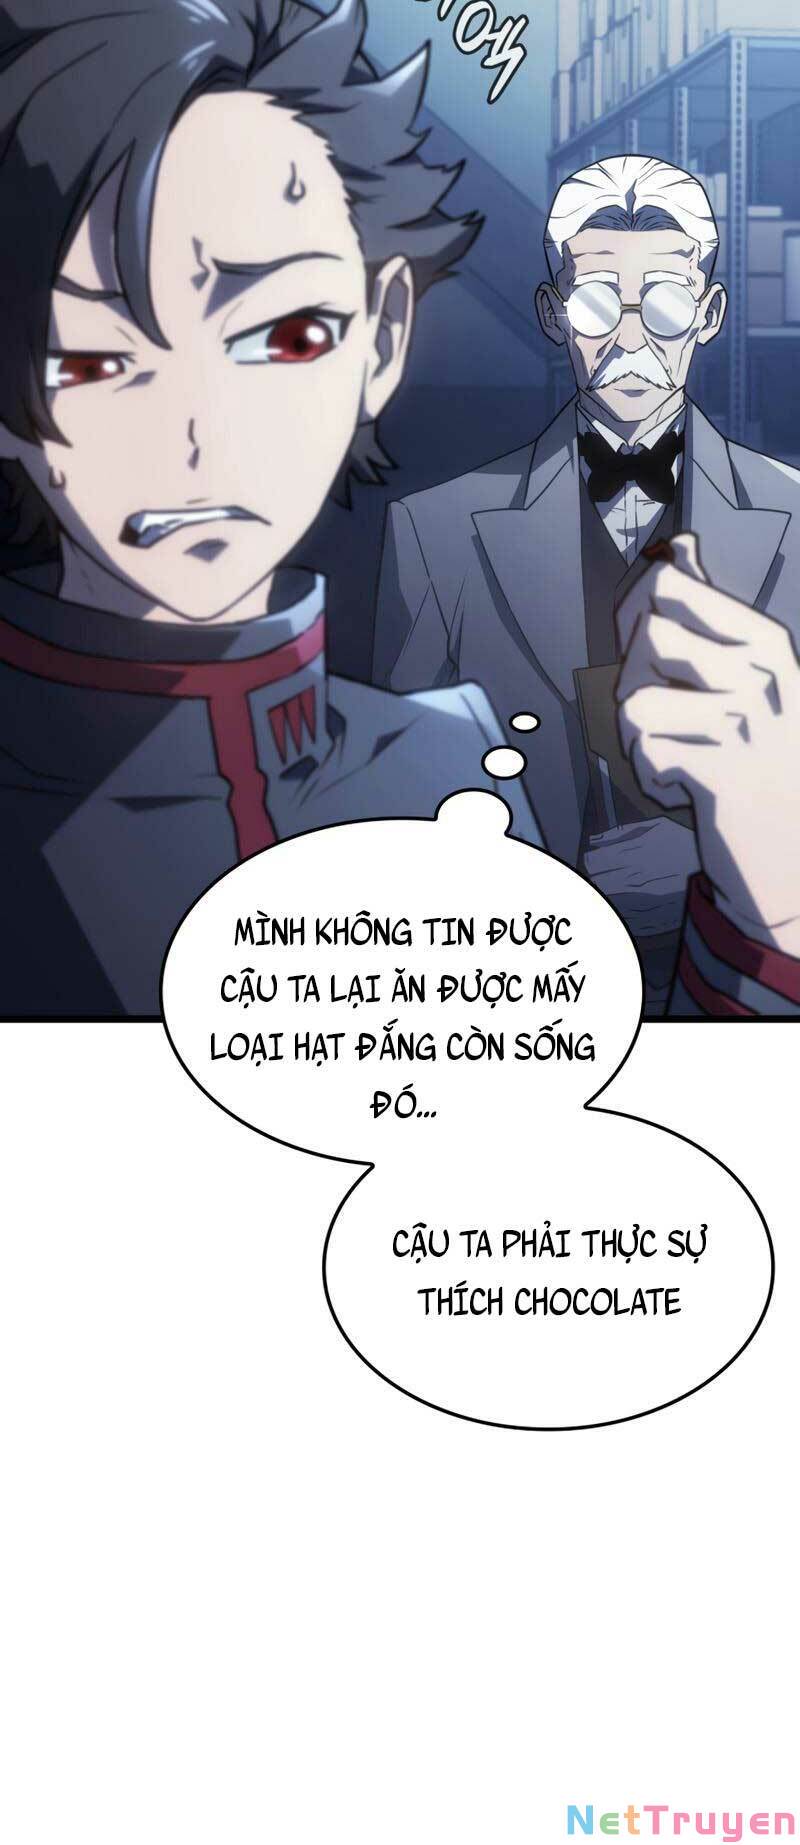 MÌNH KHÔNG TIN ĐƯỢC
CẬU TA LẠI ĂN ĐƯỢC MẤY
LOẠI HẠT ĐẮNG CÒN SỐNG
ĐÓ...
CẬU TA PHẢI THỰC SỰ
THÍCH CHOCOLATE
NetTruyen